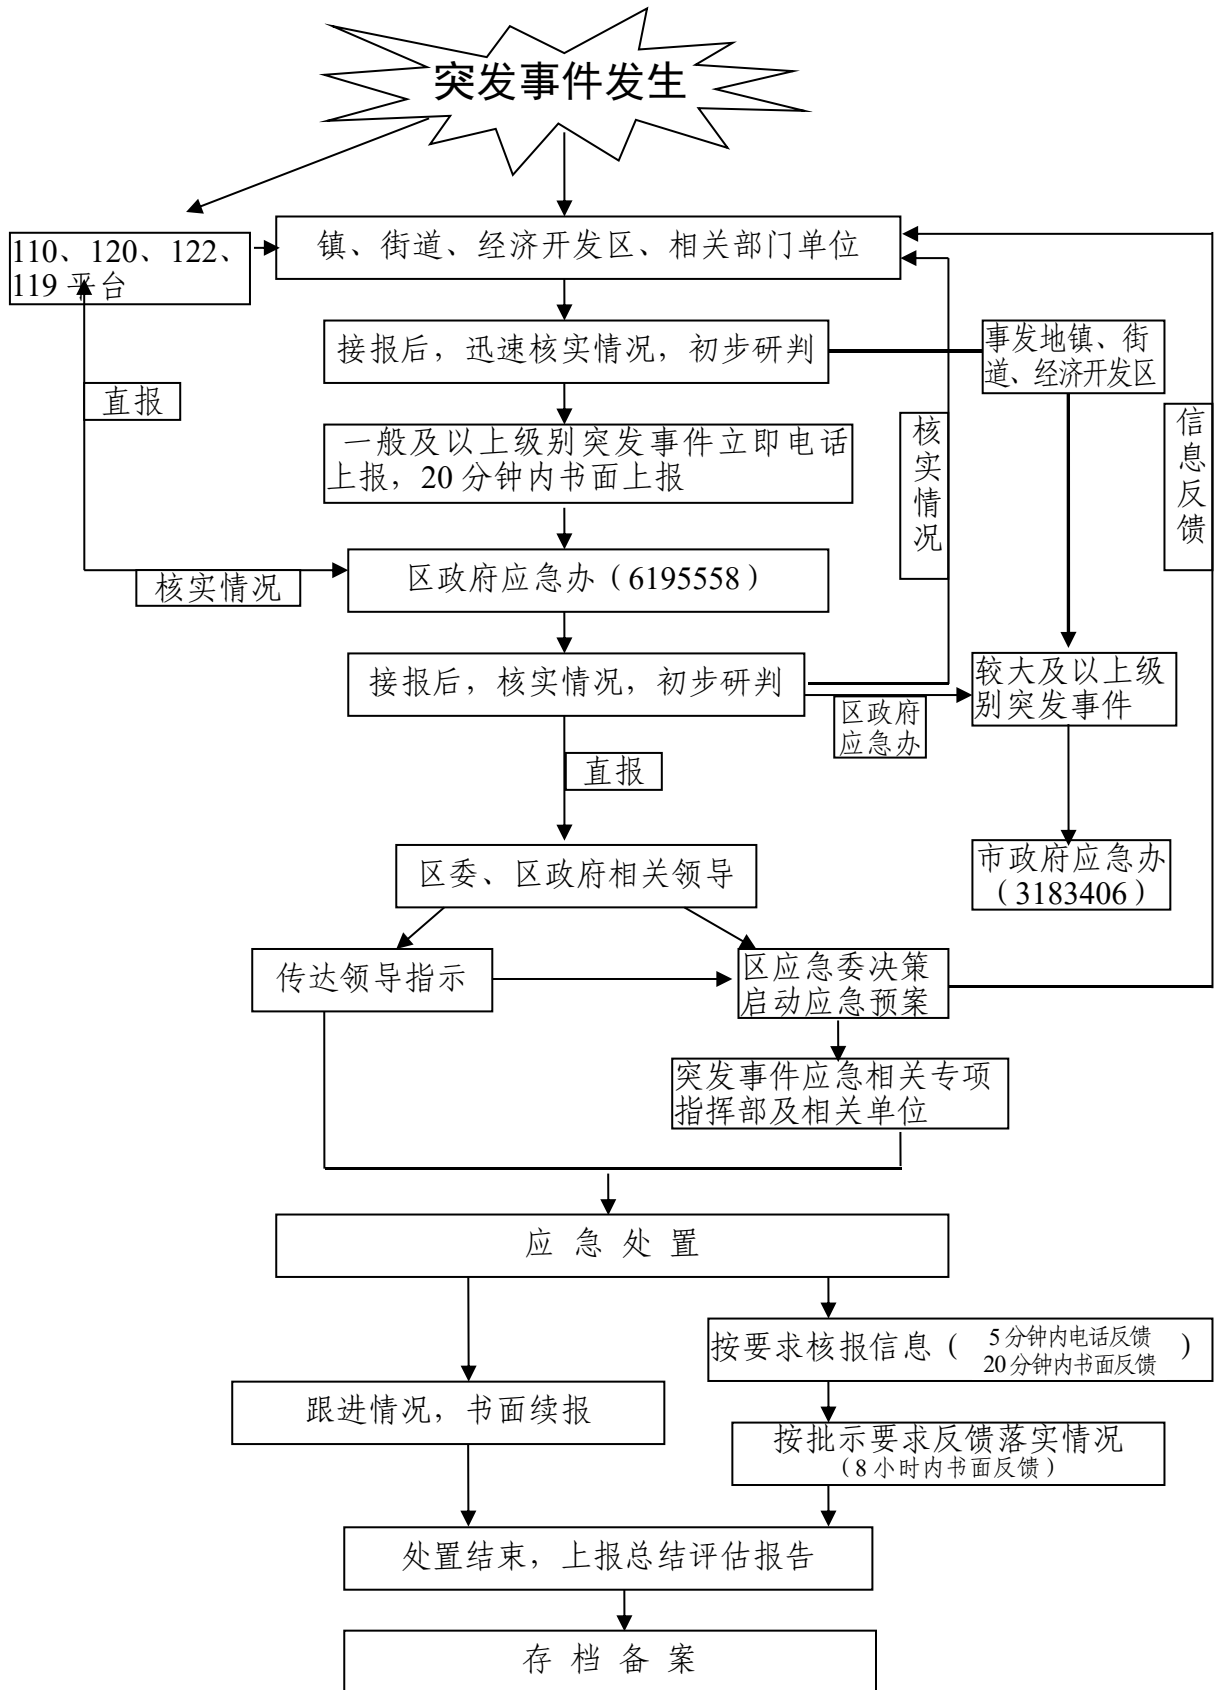 突发事件发生
110、120、122、
119 平台
镇、街道、经济开发区、相关部门单位
接报后，迅速核实情况，初步研判
事发地镇、街
道、经济开发区
直报
一般及以上级别突发事件立即电话
上报，20 分钟内书面上报
核
实
情
况
信
息
反
馈
核实情况
区政府应急办（6195558）
接报后，核实情况，初步研判
区政府
应急办
较大及以上级
别突发事件
直报
区委、区政府相关领导
市政府应急办
（3183406）
传达领导指示
区应急委决策
启动应急预案
突发事件应急相关专项
指挥部及相关单位
应 急 处 置
按要求核报信息（ 5 分钟内电话反馈 ）
20 分钟内书面反馈
跟进情况，书面续报
按批示要求反馈落实情况
（8 小时内书面反馈）
处置结束，上报总结评估报告
存 档 备 案